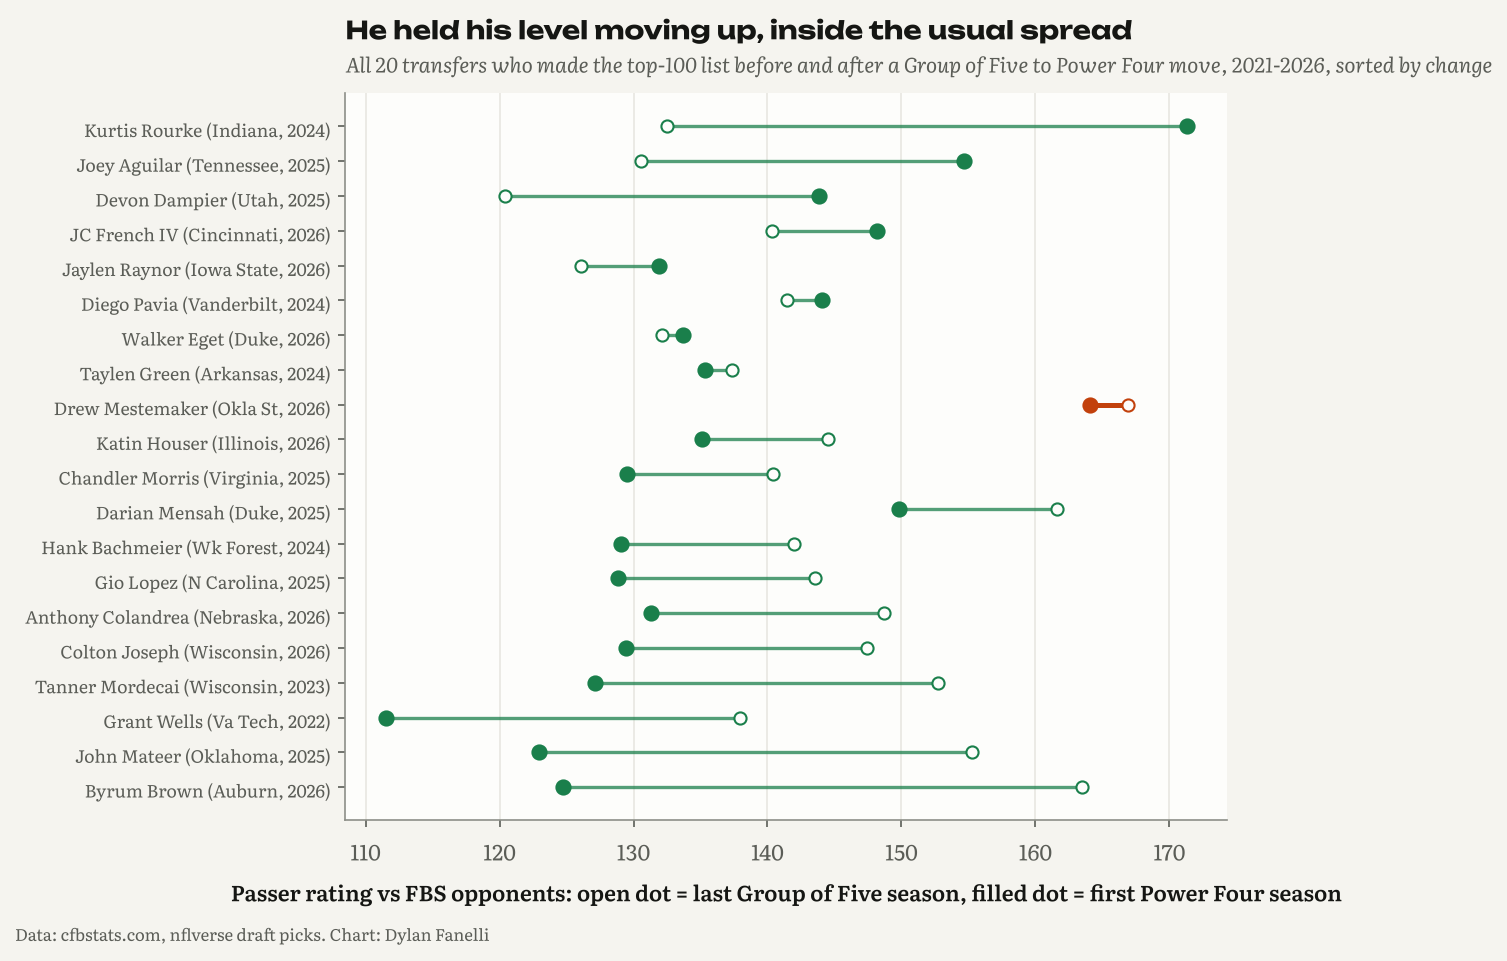 He held his level moving up, inside the usual spread
All 20 transfers who made the top-100 list before and after a Group of Five to Power Four move, 2021-2026, sorted by change
Kurtis Rourke (Indiana, 2024)
Joey Aguilar (Tennessee, 2025)
Devon Dampier (Utah, 2025)
JC French IV (Cincinnati, 2026)
Jaylen Raynor (Iowa State, 2026)
Diego Pavia (Vanderbilt, 2024)
Walker Eget (Duke, 2026)
Taylen Green (Arkansas, 2024)
Drew Mestemaker (Okla St, 2026)
Katin Houser (Illinois, 2026)
Chandler Morris (Virginia, 2025)
Darian Mensah (Duke, 2025)
Hank Bachmeier (Wk Forest, 2024)
Gio Lopez (N Carolina, 2025)
Anthony Colandrea (Nebraska, 2026)
Colton Joseph (Wisconsin, 2026)
Tanner Mordecai (Wisconsin, 2023)
Grant Wells (Va Tech, 2022)
John Mateer (Oklahoma, 2025)
Byrum Brown (Auburn, 2026)
110 120 130 140 150 160 170
Passer rating vs FBS opponents: open dot = last Group of Five season, filled dot = first Power Four season
Data: cfbstats.com, nflverse draft picks. Chart: Dylan Fanelli